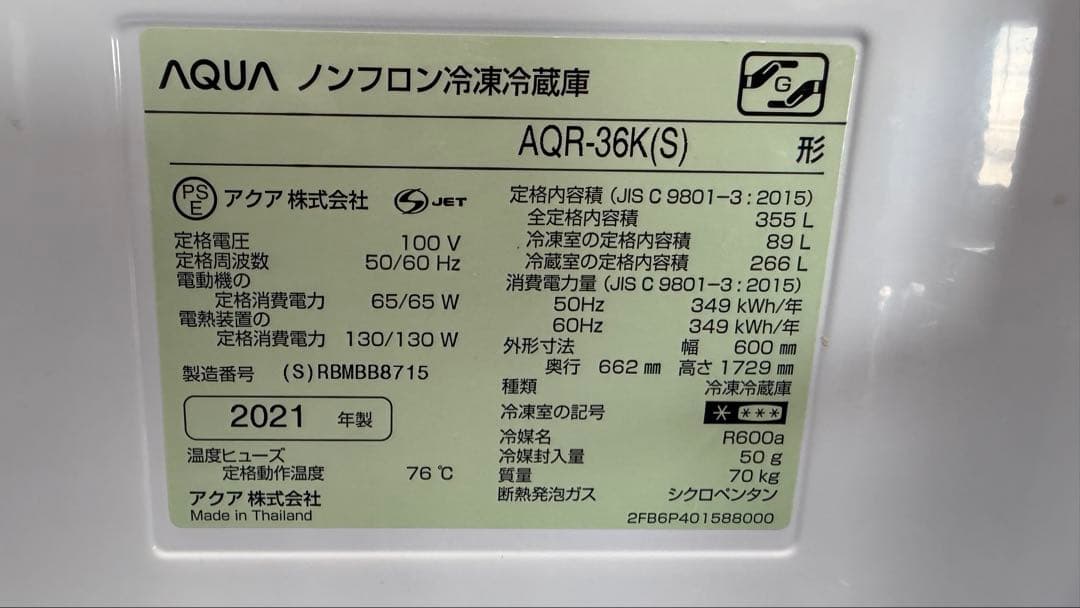 AQUA ノンフロン冷凍冷蔵庫
G
AQR-36K(S) 形
PSE アクア株式会社 S JET
定格電圧 100 V
定格周波数 50/60 Hz
電動機の
定格消費電力 65/65 W
電熱装置の
定格消費電力 130/130 W
製造番号 (S)RBMBB8715
2021 年製
温度ヒューズ
定格動作温度 76 ℃
アクア株式会社
Made in Thailand
定格内容積 (JIS C 9801-3:2015)
全定格内容積 355 L
冷凍室の定格内容積 89 L
冷蔵室の定格内容積 266 L
消費電力量 (JIS C 9801-3:2015)
50Hz 349 kWh/年
60Hz 349 kWh/年
外形寸法 幅 600 mm
奥行 662 mm 高さ 1729 mm
種類 冷凍冷蔵庫
冷凍室の記号 * ***
冷媒名 R600a
冷媒封入量 50 g
質量 70 kg
断熱発泡ガス シクロペンタン
2FB6P401588000